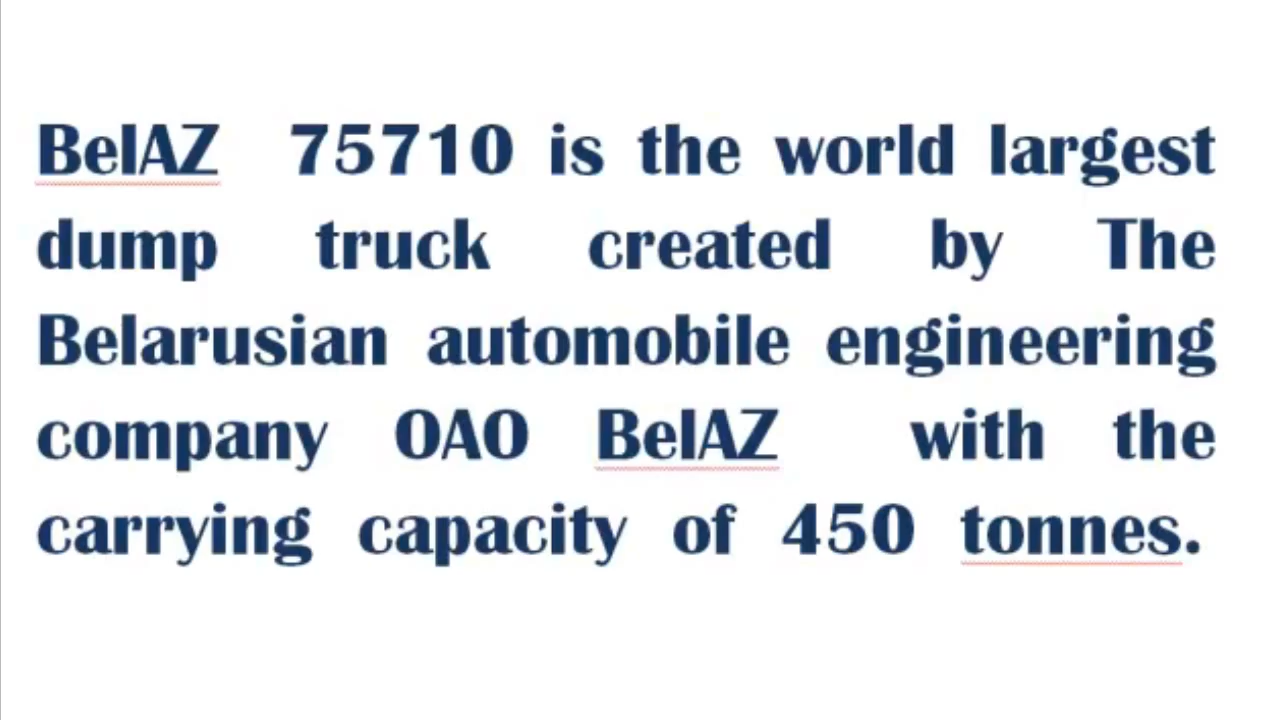 BelAZ 75710 is the world largest
dump truck created by The
Belarusian automobile engineering
company OAO BelAZ with the
carrying capacity of 450 tonnes.